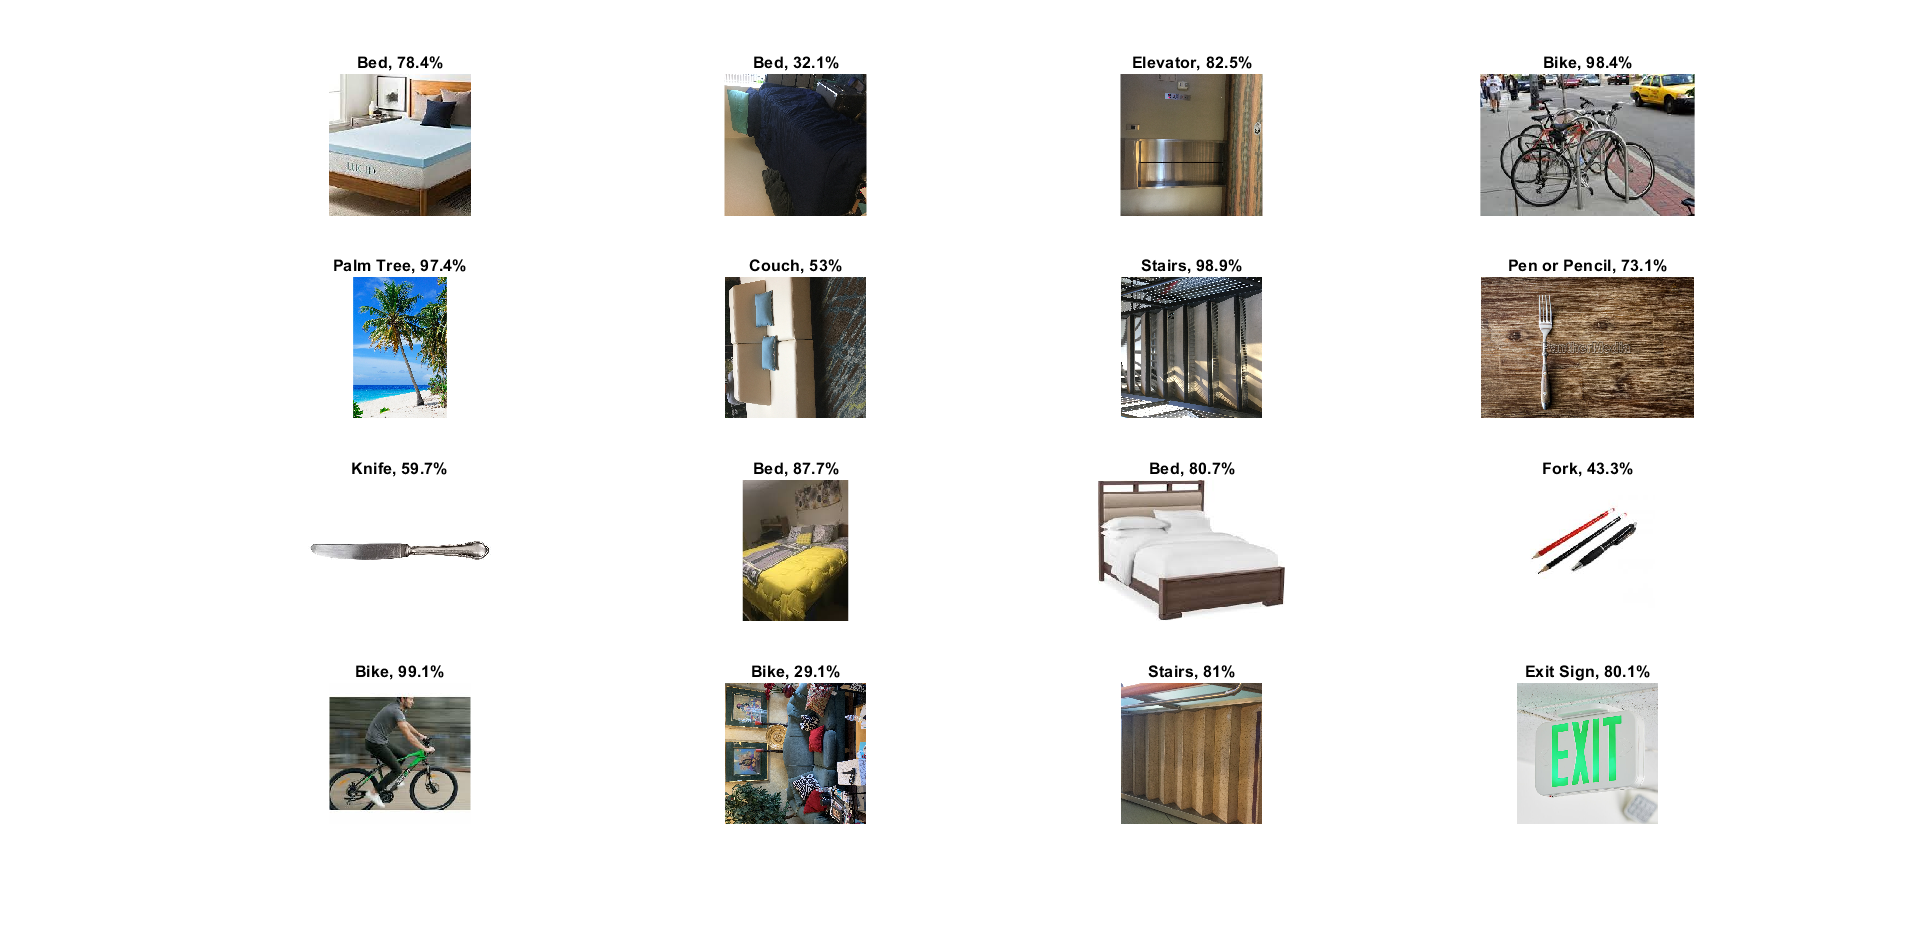 Bed, 78.4%
Bed, 32.1%
Elevator, 82.5%
Bike, 98.4%
LUCID
Palm Tree, 97.4%
Couch, 53%
Stairs, 98.9%
Pen or Pencil, 73.1%
Knife, 59.7%
Bed, 87.7%
Bed, 80.7%
Fork, 43.3%
Bike, 99.1%
Bike, 29.1%
Stairs, 81%
Exit Sign, 80.1%
EXIT